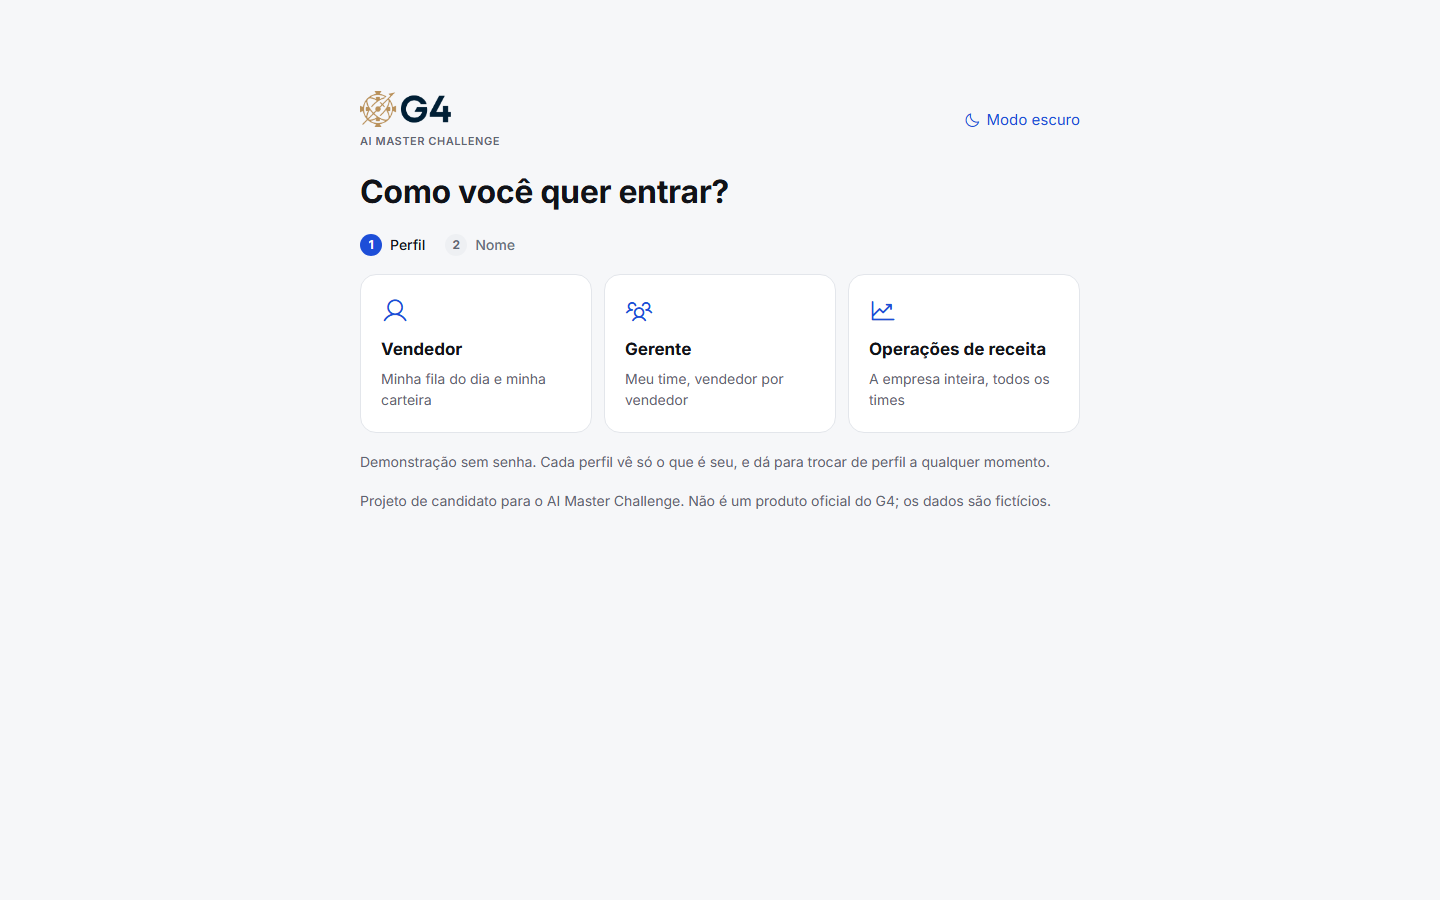 G4
AI MASTER CHALLENGE
Modo escuro
Como você quer entrar?
1 Perfil 2 Nome
Vendedor
Minha fila do dia e minha
carteira
Gerente
Meu time, vendedor por
vendedor
Operações de receita
A empresa inteira, todos os
times
Demonstração sem senha. Cada perfil vê só o que é seu, e dá para trocar de perfil a qualquer momento.
Projeto de candidato para o AI Master Challenge. Não é um produto oficial do G4; os dados são fictícios.